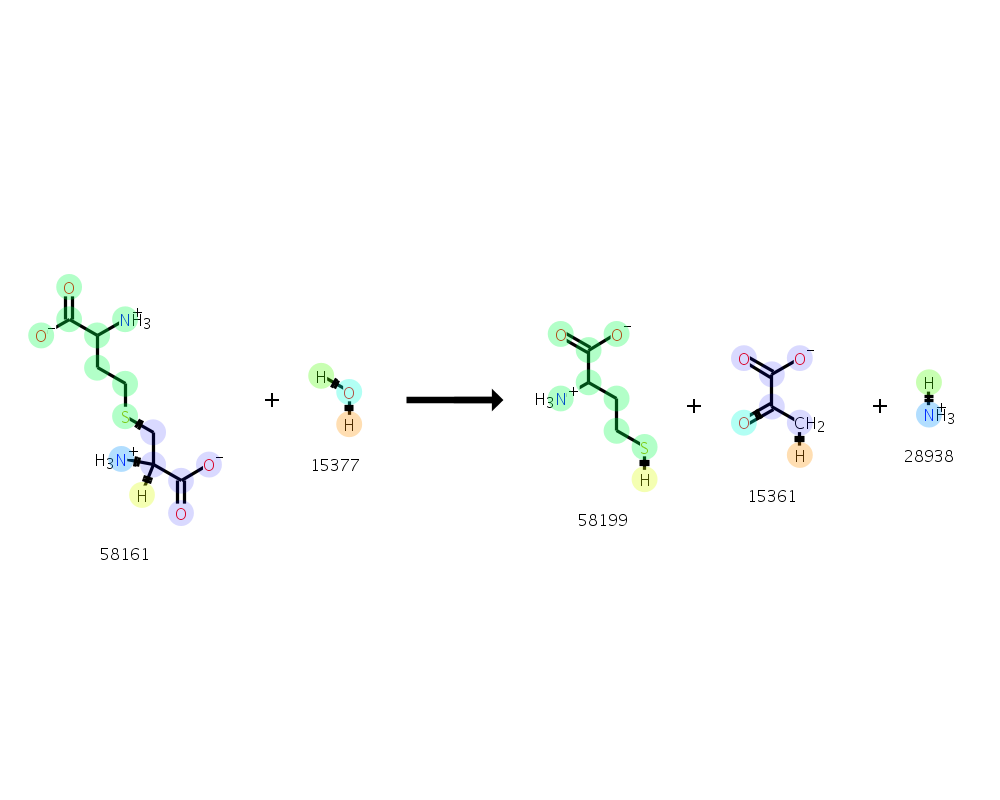 O
O⁻
NH₃⁺
S
H₃N⁺
H
O⁻
O
58161
+
H
O
H
15377
O
O⁻
H₃N⁺
S
H
58199
+
O
O⁻
O
CH₂
H
15361
+
H
NH₃⁺
28938